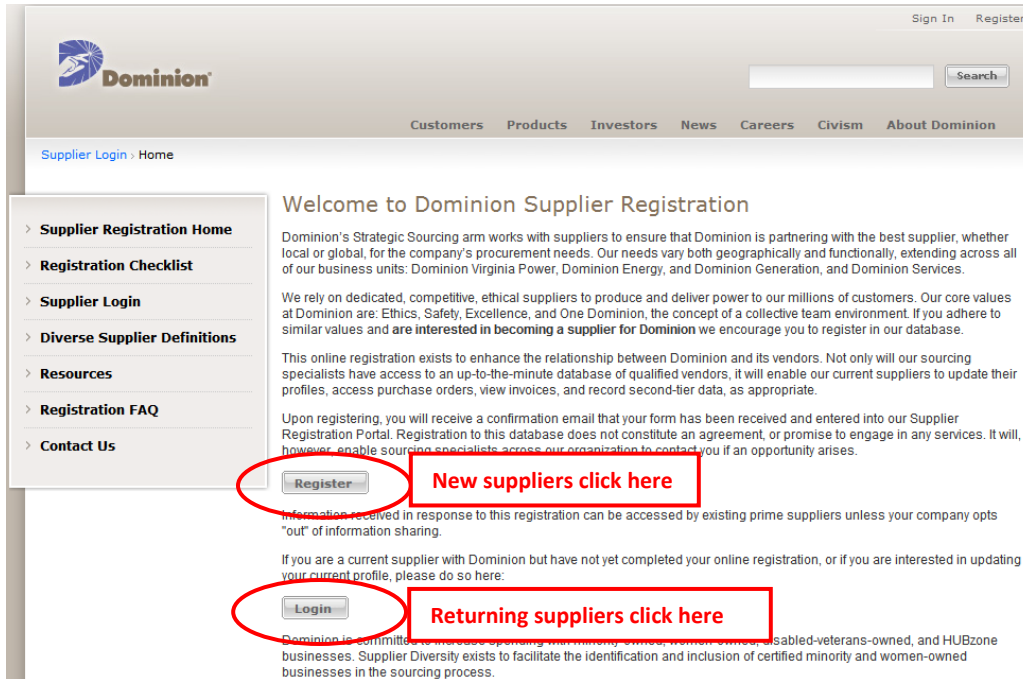 Sign In Register
Dominion
Search
Customers Products Investors News Careers Civism About Dominion
Supplier Login › Home
Supplier Registration Home
Registration Checklist
Supplier Login
Diverse Supplier Definitions
Resources
Registration FAQ
Contact Us
Welcome to Dominion Supplier Registration
Dominion's Strategic Sourcing arm works with suppliers to ensure that Dominion is partnering with the best supplier, whether
local or global, for the company's procurement needs. Our needs vary both geographically and functionally, extending across all
of our business units: Dominion Virginia Power, Dominion Energy, and Dominion Generation, and Dominion Services.
We rely on dedicated, competitive, ethical suppliers to produce and deliver power to our millions of customers. Our core values
at Dominion are: Ethics, Safety, Excellence, and One Dominion, the concept of a collective team environment. If you adhere to
similar values and are interested in becoming a supplier for Dominion we encourage you to register in our database.
This online registration exists to enhance the relationship between Dominion and its vendors. Not only will our sourcing
specialists have access to an up-to-the-minute database of qualified vendors, it will enable our current suppliers to update their
profiles, access purchase orders, view invoices, and record second-tier data, as appropriate.
Upon registering, you will receive a confirmation email that your form has been received and entered into our Supplier
Registration Portal. Registration to this database does not constitute an agreement, or promise to engage in any services. It will,
however, enable sourcing specialists across our organization to contact you if an opportunity arises.
Register
New suppliers click here
Information received in response to this registration can be accessed by existing prime suppliers unless your company opts
"out" of information sharing.
If you are a current supplier with Dominion but have not yet completed your online registration, or if you are interested in updating
your current profile, please do so here:
Login
Returning suppliers click here
Dominion is committed to increase spending with minority-owned, women-owned, disabled-veterans-owned, and HUBzone
businesses. Supplier Diversity exists to facilitate the identification and inclusion of certified minority and women-owned
businesses in the sourcing process.